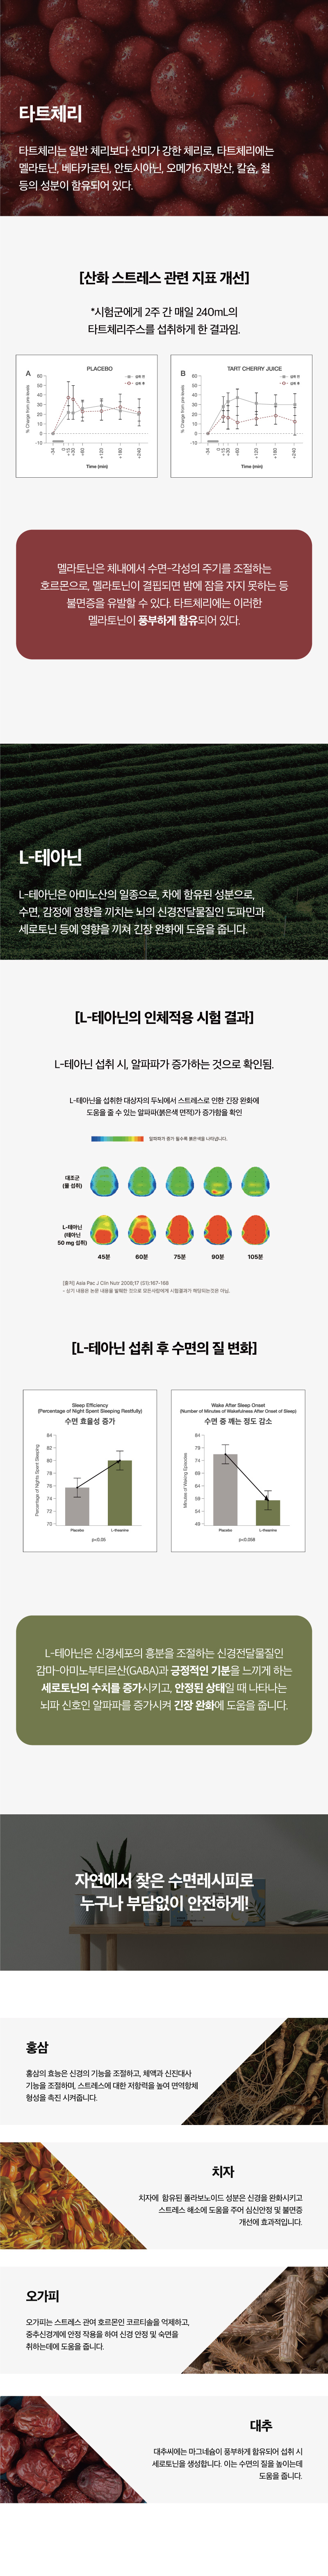 타트체리
타트체리는 일반 체리보다 산미가 강한 체리로, 타트체리에는
멜라토닌, 베타카로틴, 안토시아닌, 오메가6 지방산, 칼슘, 철
등의 성분이 함유되어 있다.
[산화 스트레스 관련 지표 개선]
*시험군에게 2주 간 매일 240mL의
타트체리주스를 섭취하게 한 결과임.
A
PLACEBO
섭취 전
섭취 후
% Change from pre-levels
60
50
40
30
20
10
0
-10
-34
0
+15
+30
+60
+120
+180
+240
Time (min)
B
TART CHERRY JUICE
섭취 전
섭취 후
% Change from pre-levels
60
50
40
30
20
10
0
-10
-34
0
+15
+30
+60
+120
+180
+240
Time (min)
멜라토닌은 체내에서 수면-각성의 주기를 조절하는
호르몬으로, 멜라토닌이 결핍되면 밤에 잠을 자지 못하는 등
불면증을 유발할 수 있다. 타트체리에는 이러한
멜라토닌이 풍부하게 함유되어 있다.
L-테아닌
L-테아닌은 아미노산의 일종으로, 차에 함유된 성분으로,
수면, 감정에 영향을 끼치는 뇌의 신경전달물질인 도파민과
세로토닌 등에 영향을 끼쳐 긴장 완화에 도움을 줍니다.
[L-테아닌의 인체적용 시험 결과]
L-테아닌 섭취 시, 알파파가 증가하는 것으로 확인됨.
L-테아닌을 섭취한 대상자의 두뇌에서 스트레스로 인한 긴장 완화에
도움을 줄 수 있는 알파파(붉은색 면적)가 증가함을 확인
알파파가 증가 될수록 붉은색을 나타냅니다.
대조군
(물 섭취)
L-테아닌
(테아닌
50 mg 섭취)
45분
60분
75분
90분
105분
[출처] Asia Pac J Clin Nutr 2008;17 (S1):167-168
- 상기 내용은 논문 내용을 발췌한 것으로 모든사람에게 시험결과가 해당되는것은 아님.
[L-테아닌 섭취 후 수면의 질 변화]
Sleep Efficiency
(Percentage of Night Spent Sleeping Restfully)
수면 효율성 증가
Percentage of Nights Spent Sleeping
84
82
80
78
76
74
72
70
Placebo
L-theanine
p<0.05
Wake After Sleep Onset
(Number of Minutes of Wakefulness After Onset of Sleep)
수면 중 깨는 정도 감소
Minutes of Waking Episodes
84
79
74
69
64
59
54
49
Placebo
L-theanine
p<0.058
L-테아닌은 신경세포의 흥분을 조절하는 신경전달물질인
감마-아미노부티르산(GABA)과 긍정적인 기분을 느끼게 하는
세로토닌의 수치를 증가시키고, 안정된 상태일 때 나타나는
뇌파 신호인 알파파를 증가시켜 긴장 완화에 도움을 줍니다.
자연에서 찾은 수면레시피로
누구나 부담없이 안전하게!
홍삼
홍삼의 효능은 신경의 기능을 조절하고, 체액과 신진대사
기능을 조절하며, 스트레스에 대한 저항력을 높여 면역항체
형성을 촉진 시켜줍니다.
치자
치자에 함유된 폴라보노이드 성분은 신경을 완화시키고
스트레스 해소에 도움을 주어 심신안정 및 불면증
개선에 효과적입니다.
오가피
오가피는 스트레스 관여 호르몬인 코르티솔을 억제하고,
중추신경계에 안정 작용을 하여 신경 안정 및 숙면을
취하는데에 도움을 줍니다.
대추
대추씨에는 마그네슘이 풍부하게 함유되어 섭취 시
세로토닌을 생성합니다. 이는 수면의 질을 높이는데
도움을 줍니다.